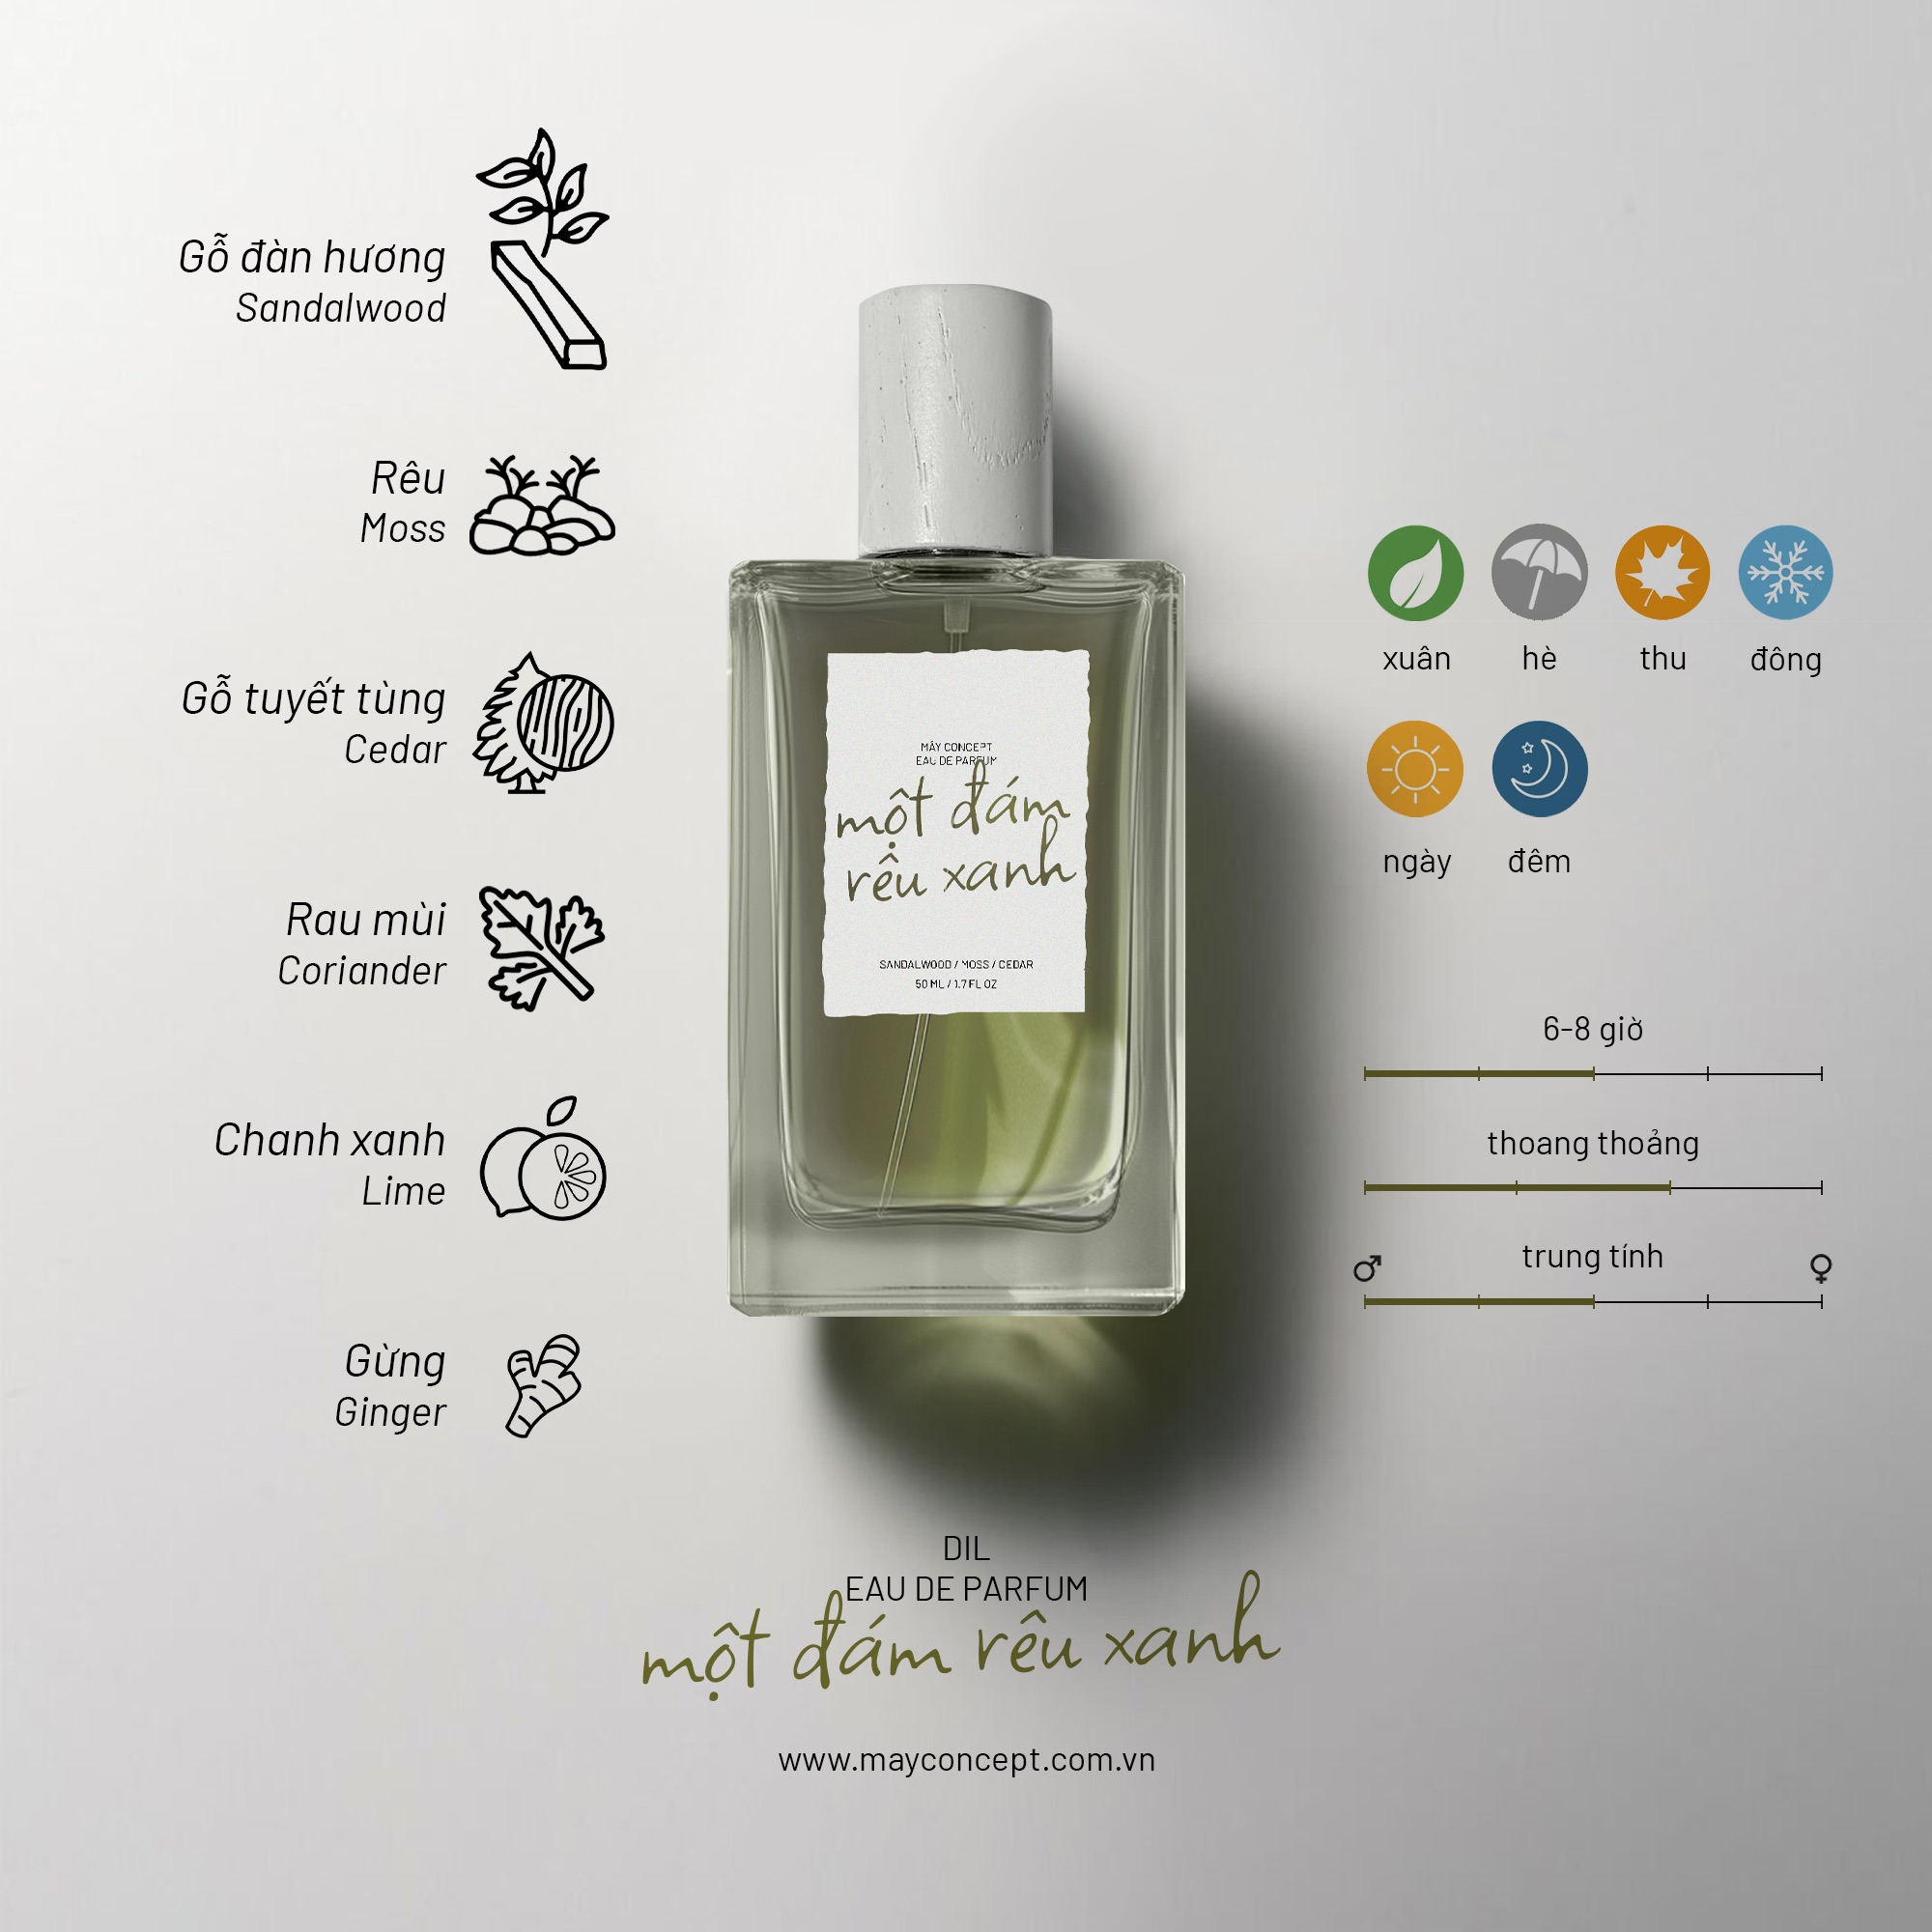 Gỗ đàn hương
Sandalwood
Rêu
Moss
Gỗ tuyết tùng
Cedar
Rau mùi
Coriander
Chanh xanh
Lime
Gừng
Ginger
MÂY CONCEPT
EAU DE PARFUM
một đám
rêu xanh
SANDALWOOD / MOSS / CEDAR
50 ML / 1.7 FL OZ
xuân hè thu đông
ngày đêm
6-8 giờ
thoang thoảng
♂ trung tính ♀
DIL
EAU DE PARFUM
một đám rêu xanh
www.mayconcept.com.vn